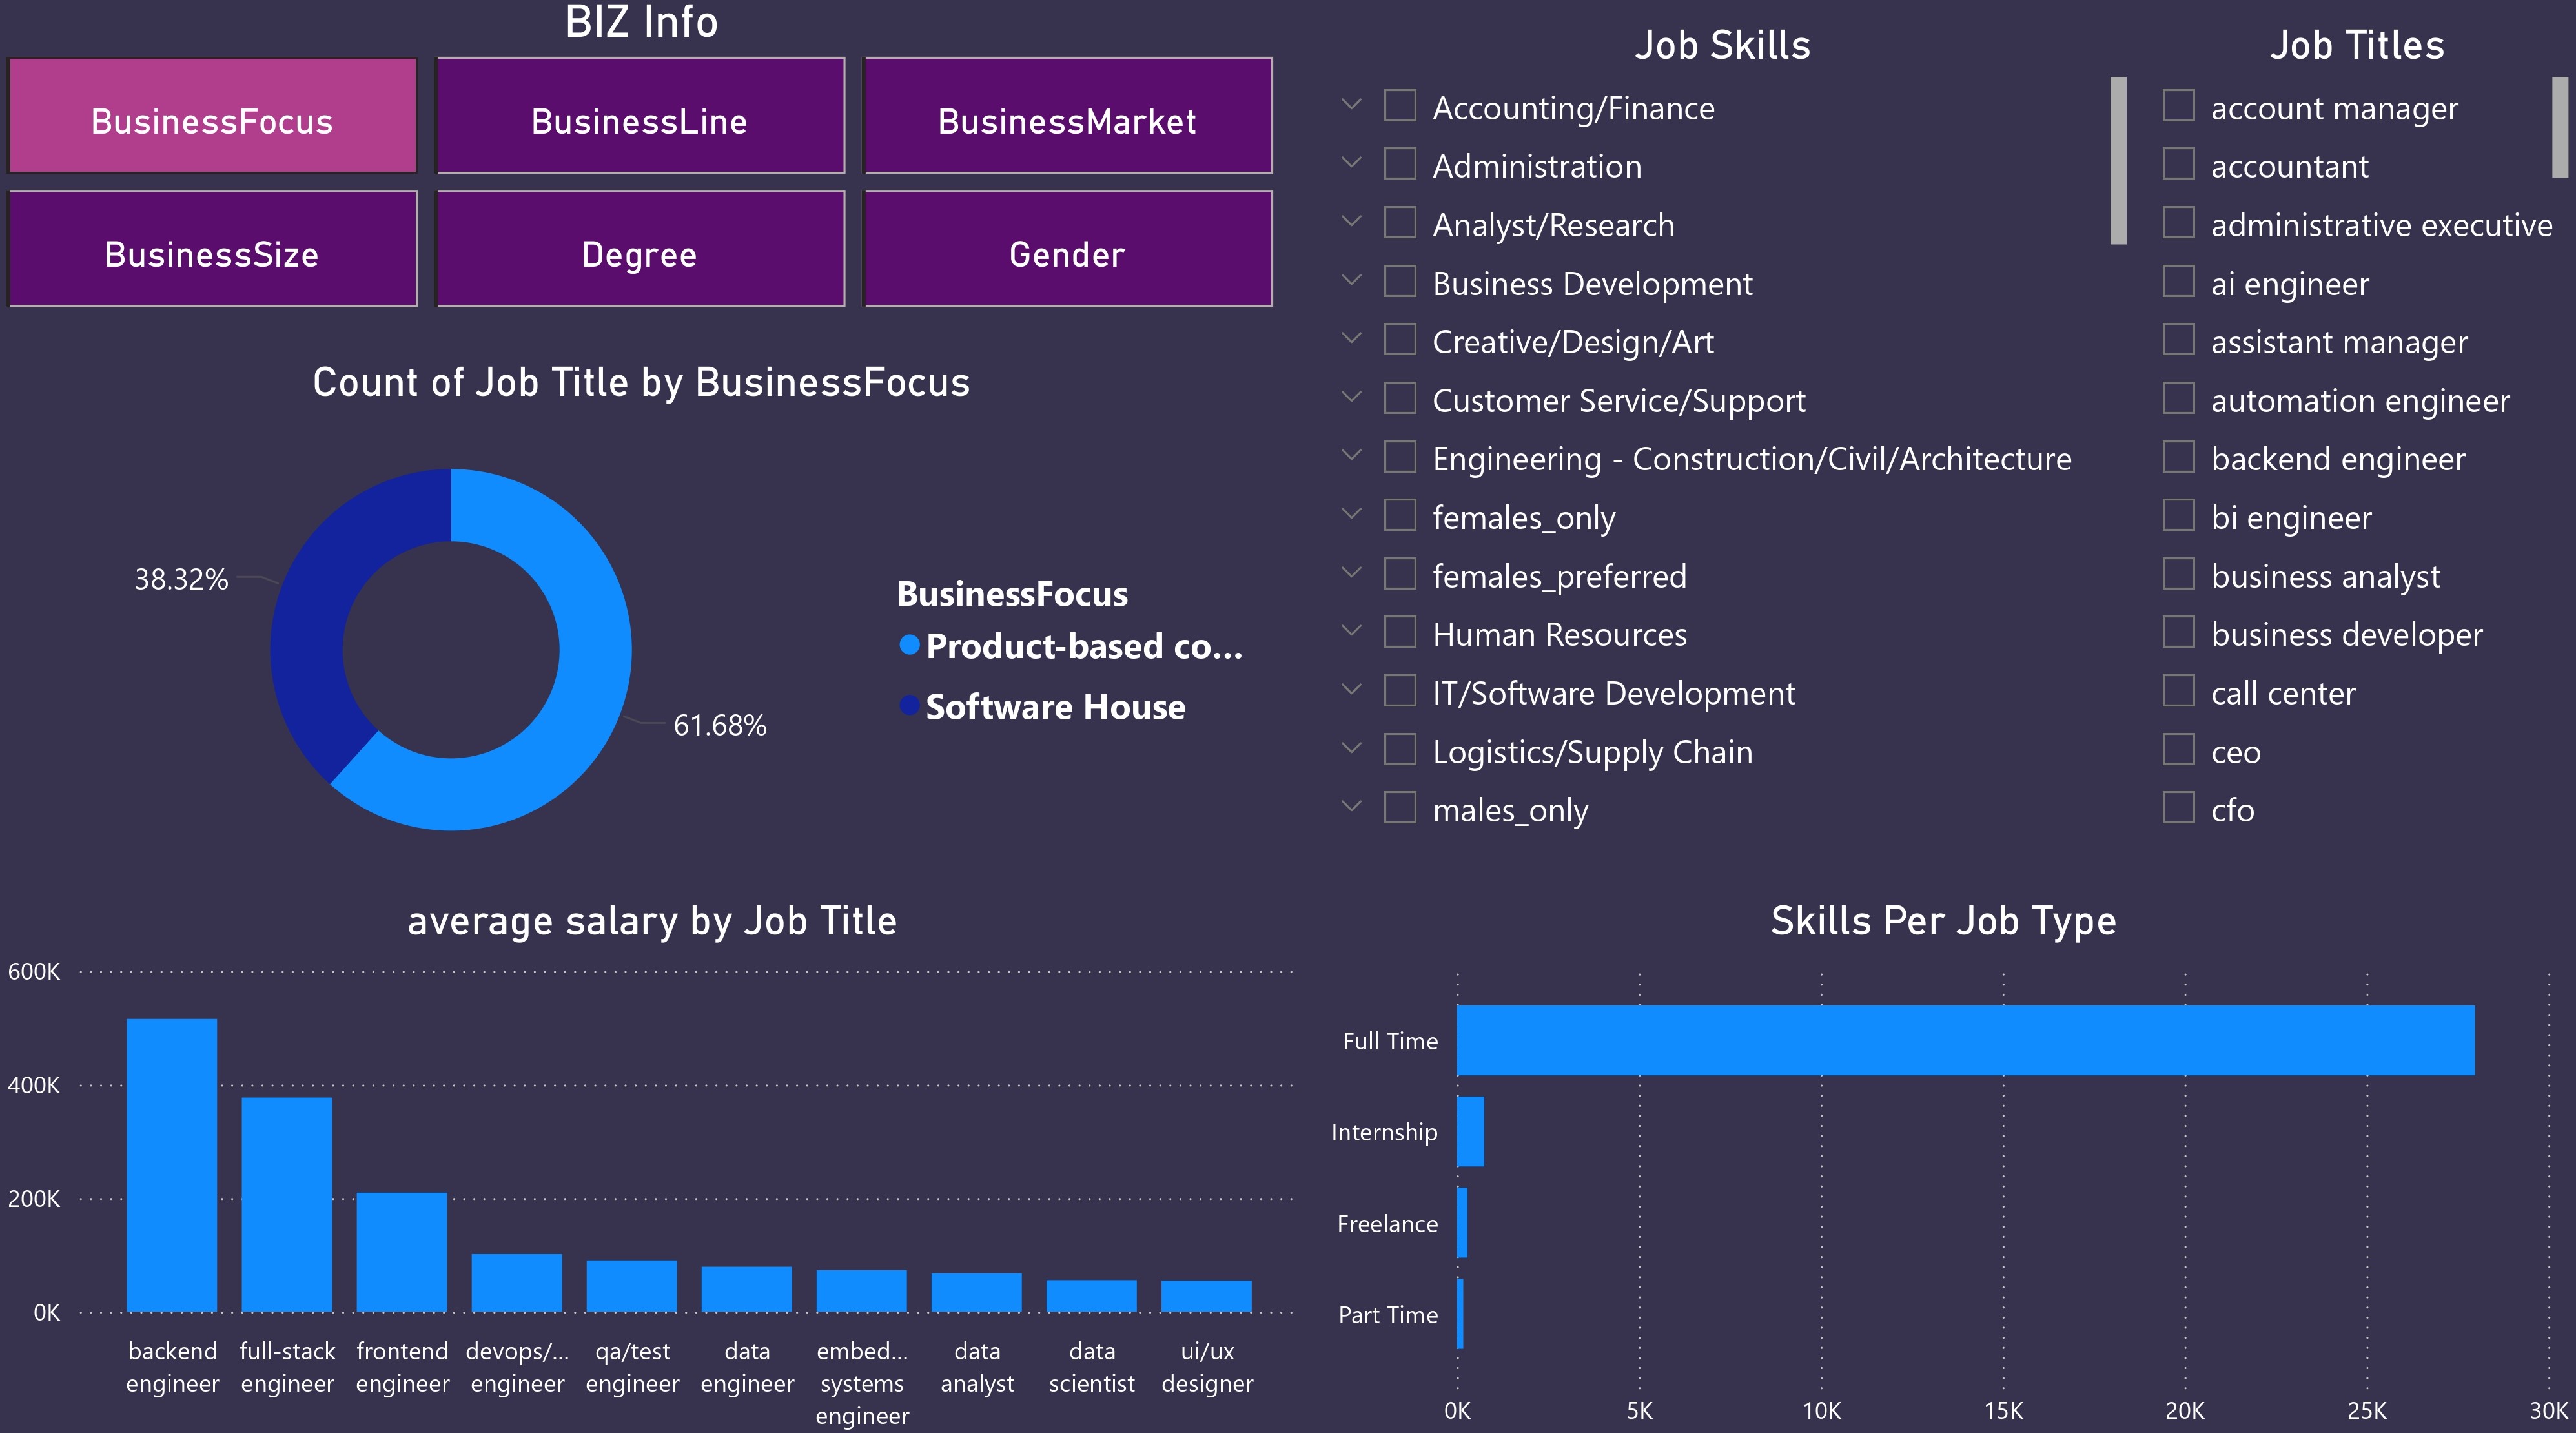 BIZ Info
BusinessFocus
BusinessLine
BusinessMarket
BusinessSize
Degree
Gender
Job Skills
Accounting/Finance
Administration
Analyst/Research
Business Development
Creative/Design/Art
Customer Service/Support
Engineering - Construction/Civil/Architecture
females_only
females_preferred
Human Resources
IT/Software Development
Logistics/Supply Chain
males_only
Job Titles
account manager
accountant
administrative executive
ai engineer
assistant manager
automation engineer
backend engineer
bi engineer
business analyst
business developer
call center
ceo
cfo
Count of Job Title by BusinessFocus
38.32%
61.68%
BusinessFocus
Product-based co...
Software House
average salary by Job Title
600K
400K
200K
0K
backend
engineer
full-stack
engineer
frontend
engineer
devops/...
engineer
qa/test
engineer
data
engineer
embed...
systems
engineer
data
analyst
data
scientist
ui/ux
designer
Skills Per Job Type
Full Time
Internship
Freelance
Part Time
0K
5K
10K
15K
20K
25K
30K